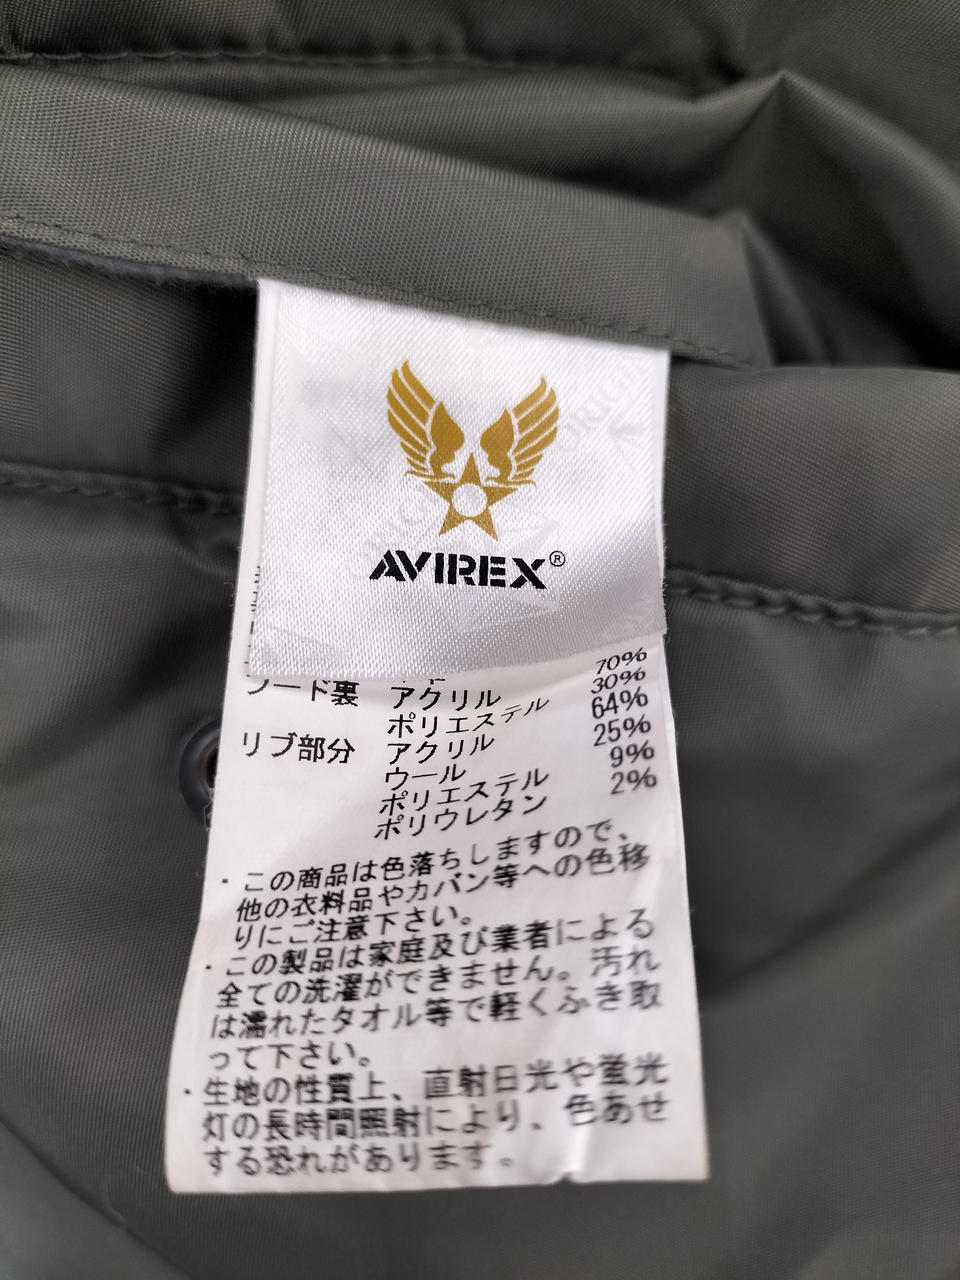 AVIREX®
70%
フード裏 アクリル 30%
ポリエステル 64%
リブ部分 アクリル 25%
ウール 9%
ポリエステル 2%
ポリウレタン
・この商品は色落ちしますので、
他の衣料品やカバン等への色移
りにご注意下さい。
・この製品は家庭及び業者による
全ての洗濯ができません。汚れ
は濡れたタオル等で軽くふき取
って下さい。
・生地の性質上、直射日光や蛍光
灯の長時間照射により、色あせ
する恐れがあります。